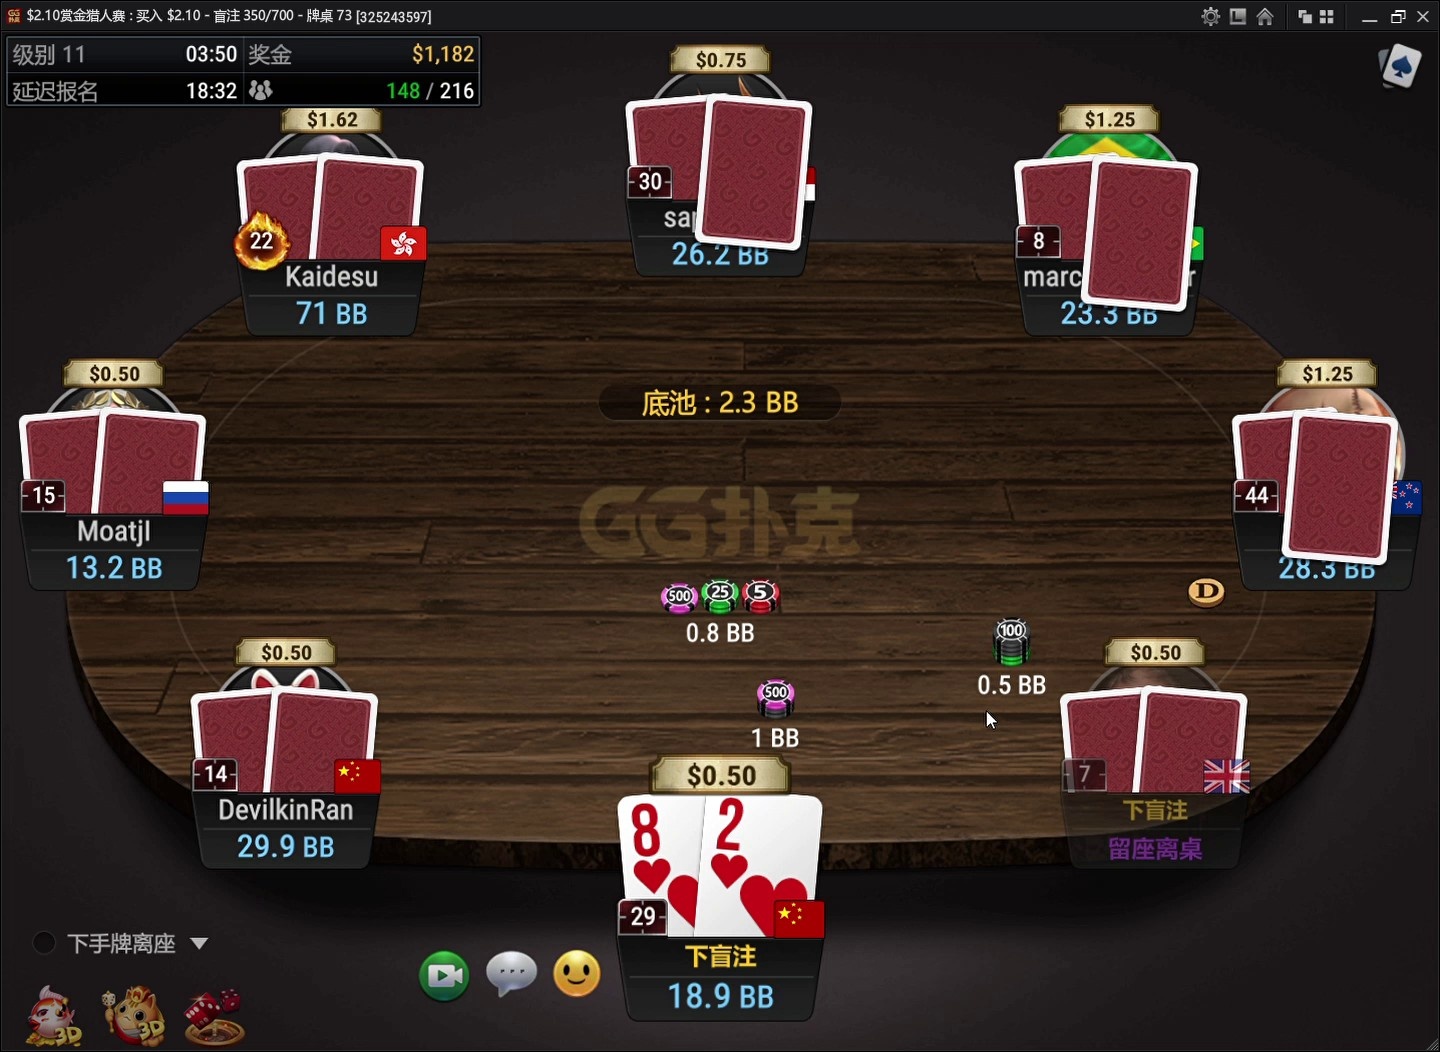 $2.10赏金猎人赛 : 买入 $2.10 - 盲注 350/700 - 牌桌 73 [325243597]
级别 11 03:50 奖金 $1,182
延迟报名 18:32 148 / 216
$0.75
30
26.2 BB
$1.62
22
Kaidesu
71 BB
$1.25
8
23.3 BB
$0.50
15
Moatjl
13.2 BB
底池 : 2.3 BB
$1.25
44
28.3 BB
GG扑克
D
500 25 5
0.8 BB
100
0.5 BB
500
1 BB
$0.50
14
DevilkinRan
29.9 BB
$0.50
7
下盲注
留座离桌
$0.50
8 2
29
下盲注
18.9 BB
下手牌离座
3D 3D